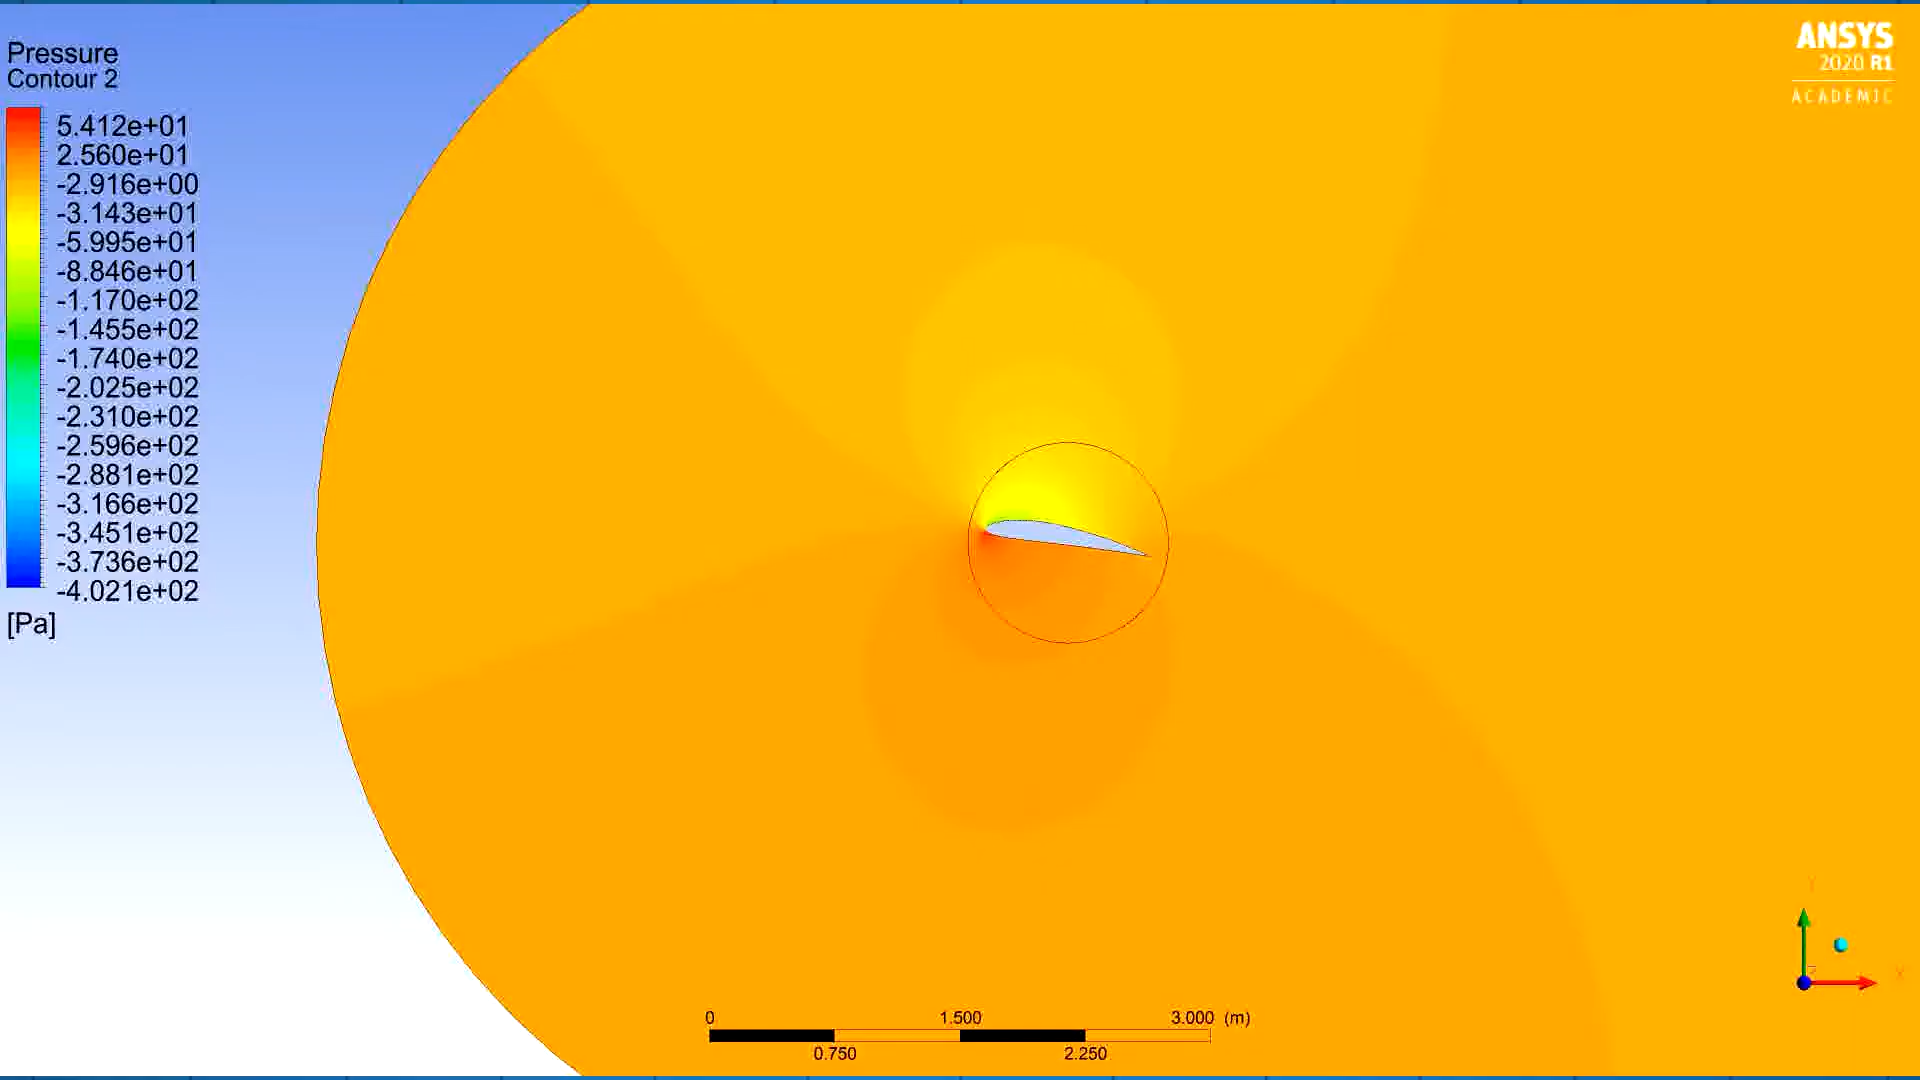 Pressure
Contour 2
5.412e+01
2.560e+01
-2.916e+00
-3.143e+01
-5.995e+01
-8.846e+01
-1.170e+02
-1.455e+02
-1.740e+02
-2.025e+02
-2.310e+02
-2.596e+02
-2.881e+02
-3.166e+02
-3.451e+02
-3.736e+02
-4.021e+02
[Pa]
ANSYS
2020 R1
ACADEMIC
Y
Z
X
0 1.500 3.000 (m)
0.750 2.250